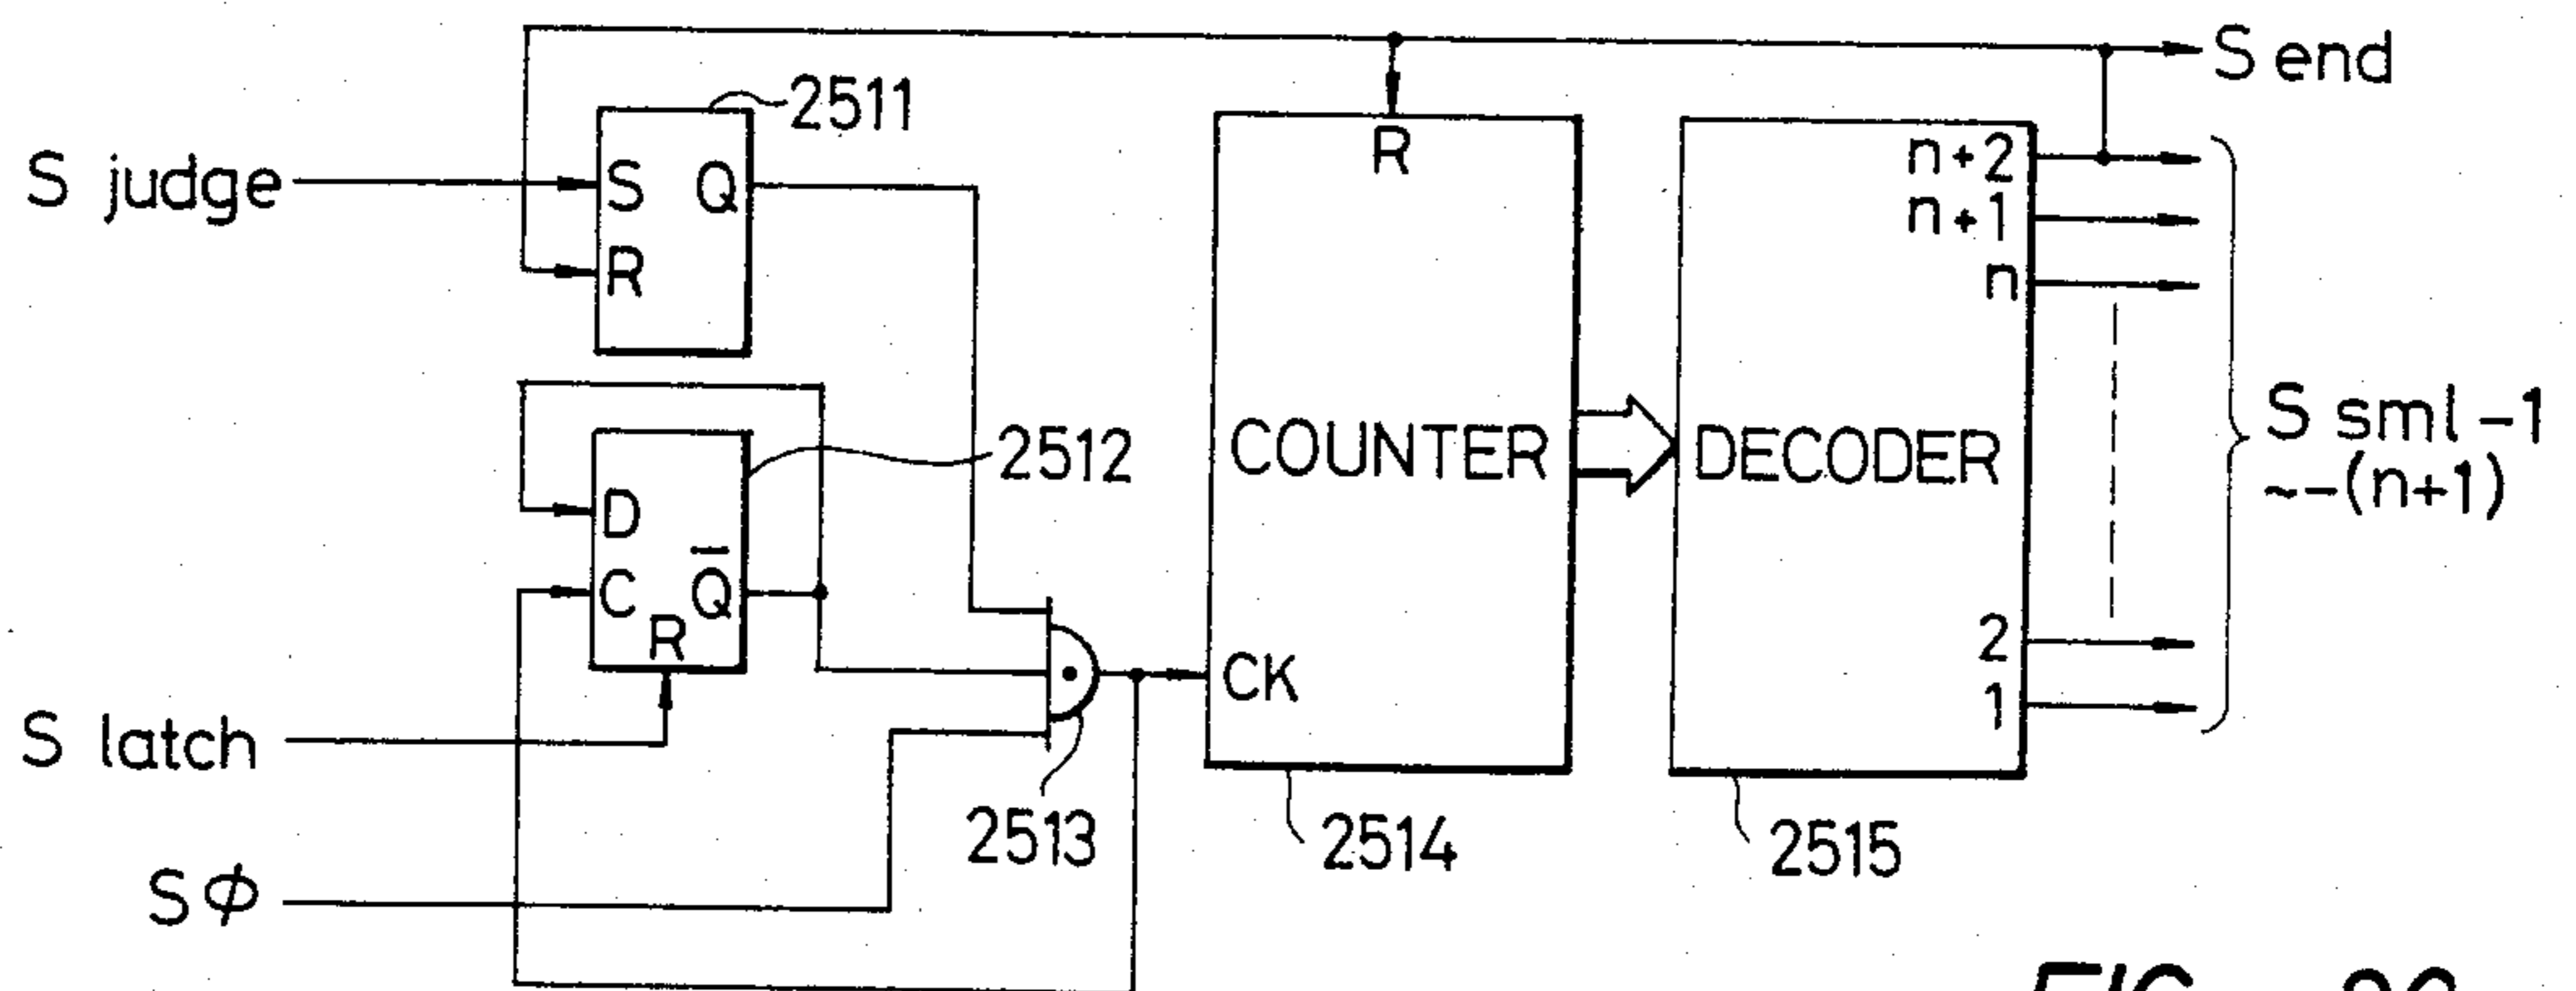 S end
2511
S judge
S Q
R
R
n+2
n+1
n
2512
D
C Q̅
R
COUNTER
DECODER
S sml-1
~-(n+1)
2
1
CK
S latch
2513
2514
2515
Sφ